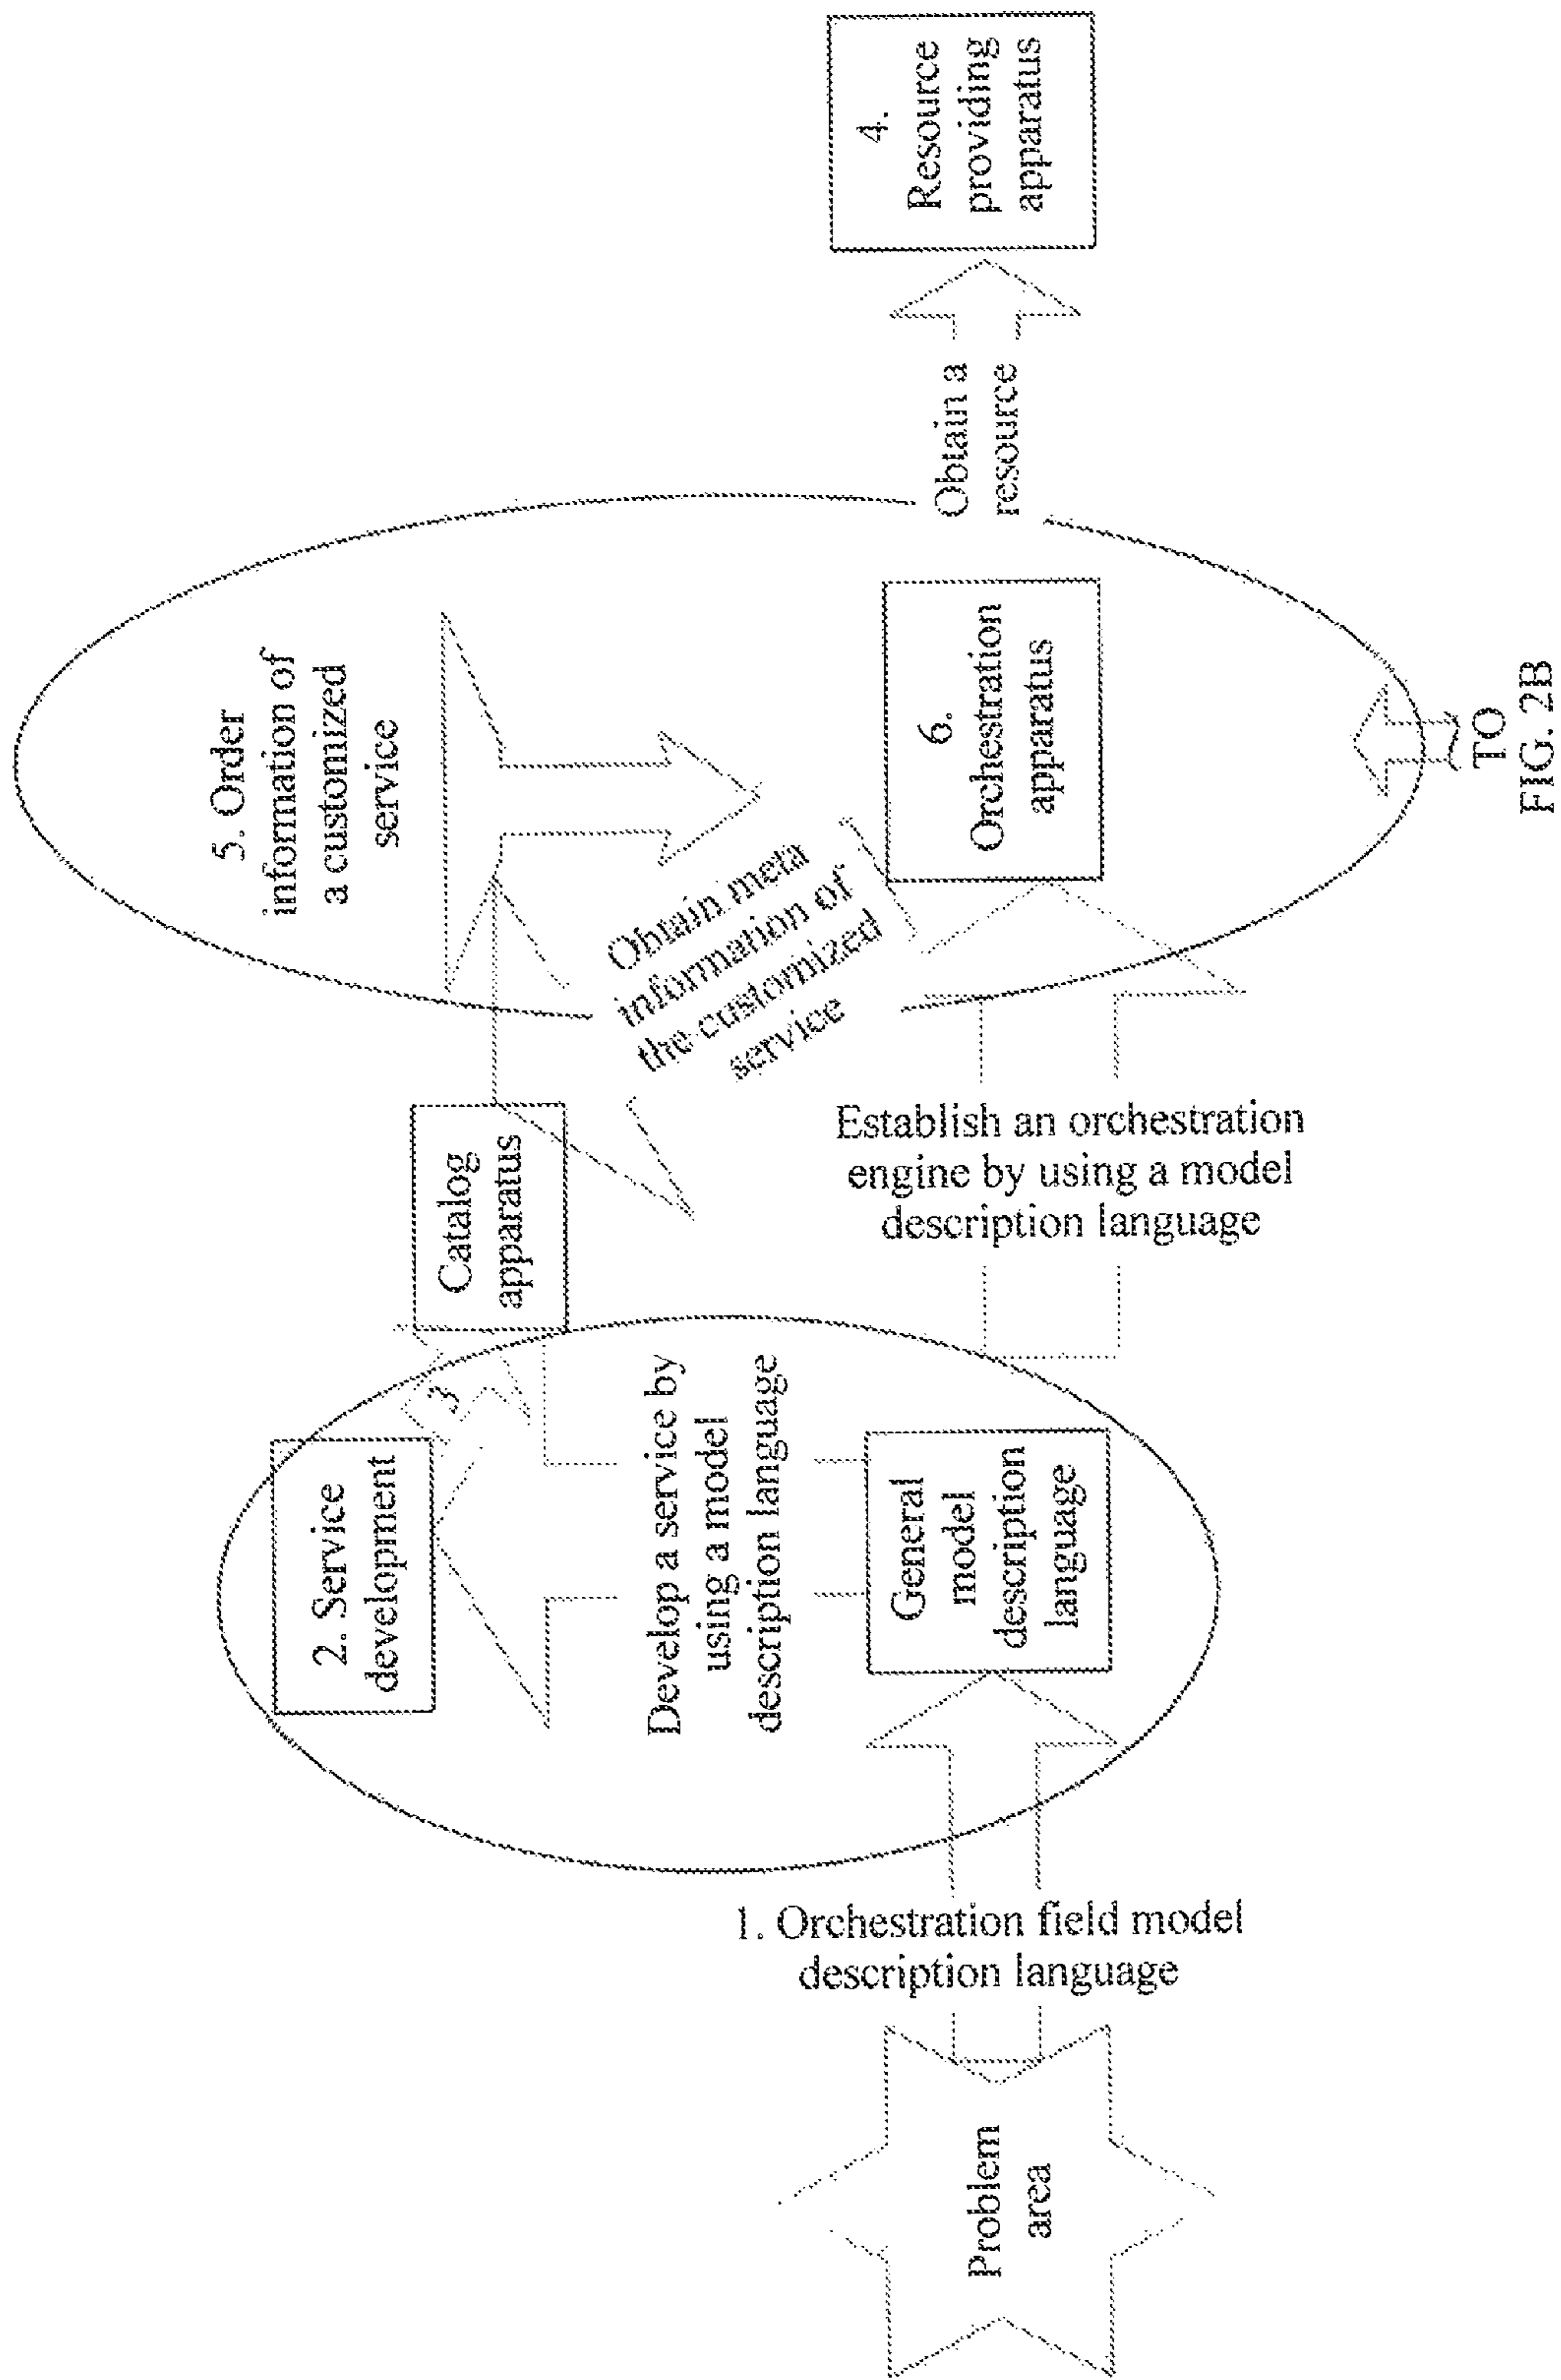 Problem
area
1. Orchestration field model
description language
2. Service
development
Develop a service by
using a model
description language
General
model
description
language
3
Catalog
apparatus
Establish an orchestration
engine by using a model
description language
5. Order
information of
a customized
service
Obtain meta
information of
the customized
service
6.
Orchestration
apparatus
Obtain a
resource
4.
Resource
providing
apparatus
TO
FIG. 2B